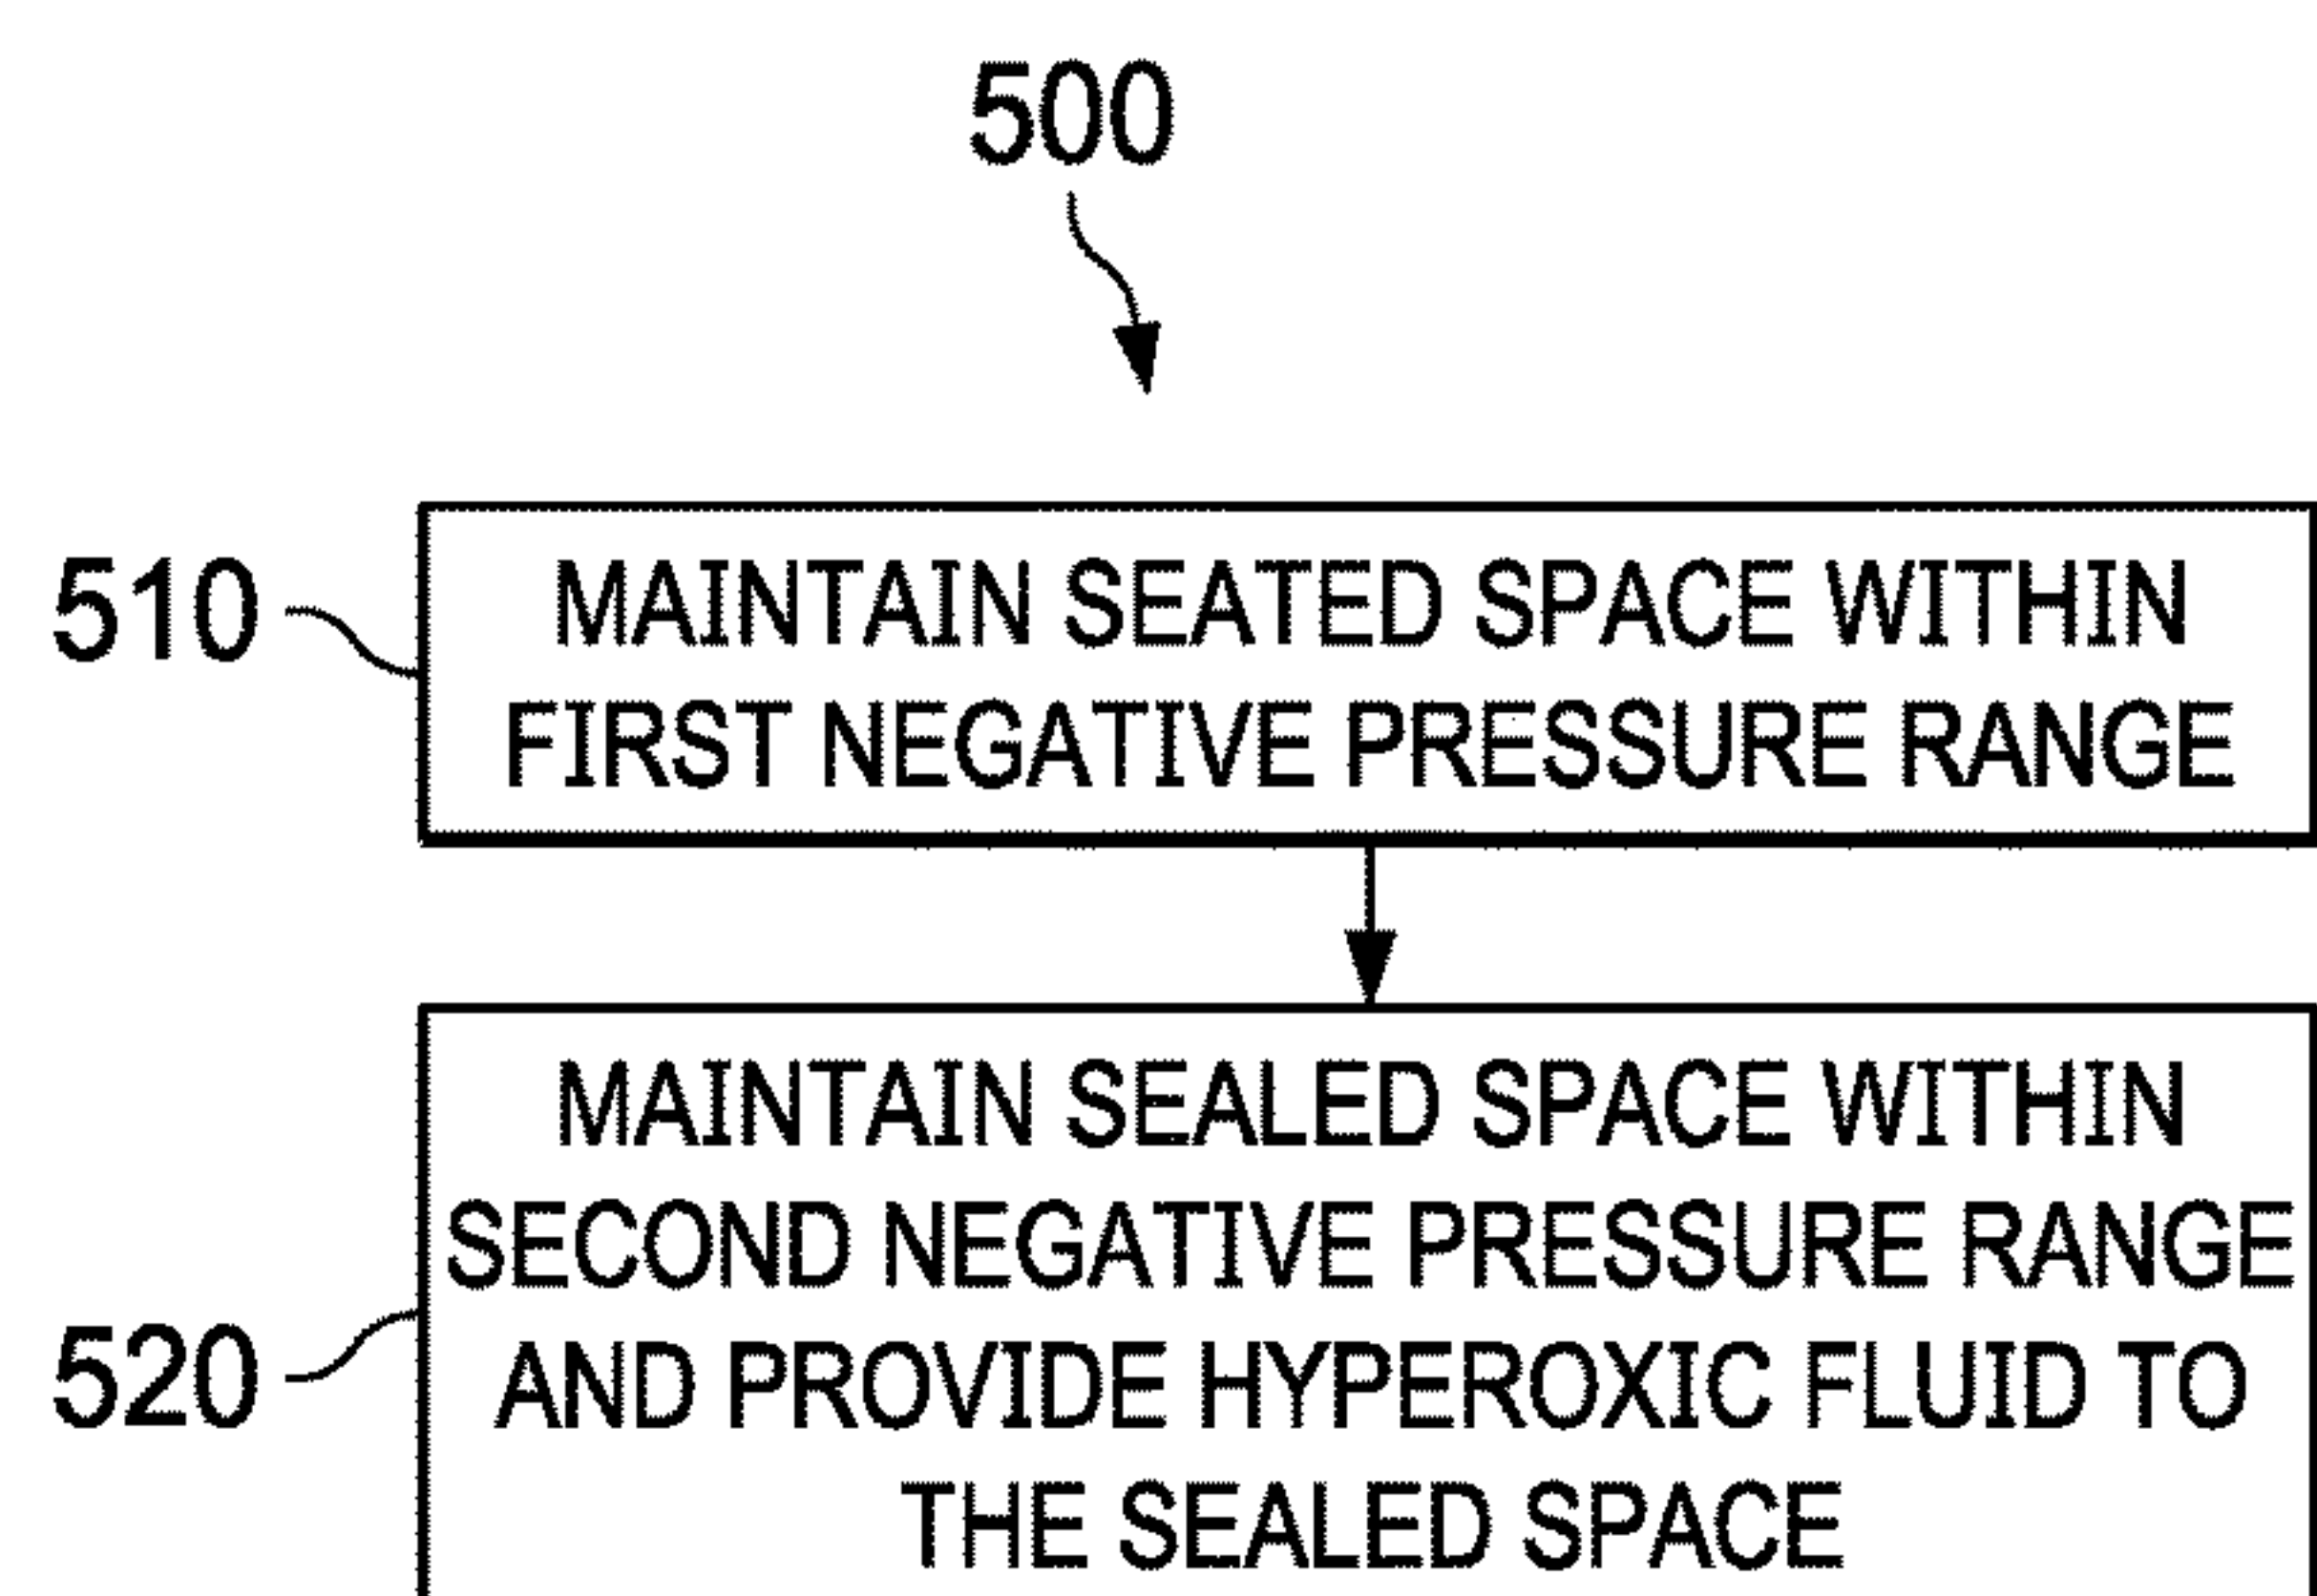 500
510
MAINTAIN SEATED SPACE WITHIN
FIRST NEGATIVE PRESSURE RANGE
MAINTAIN SEALED SPACE WITHIN
SECOND NEGATIVE PRESSURE RANGE
520
AND PROVIDE HYPEROXIC FLUID TO
THE SEALED SPACE